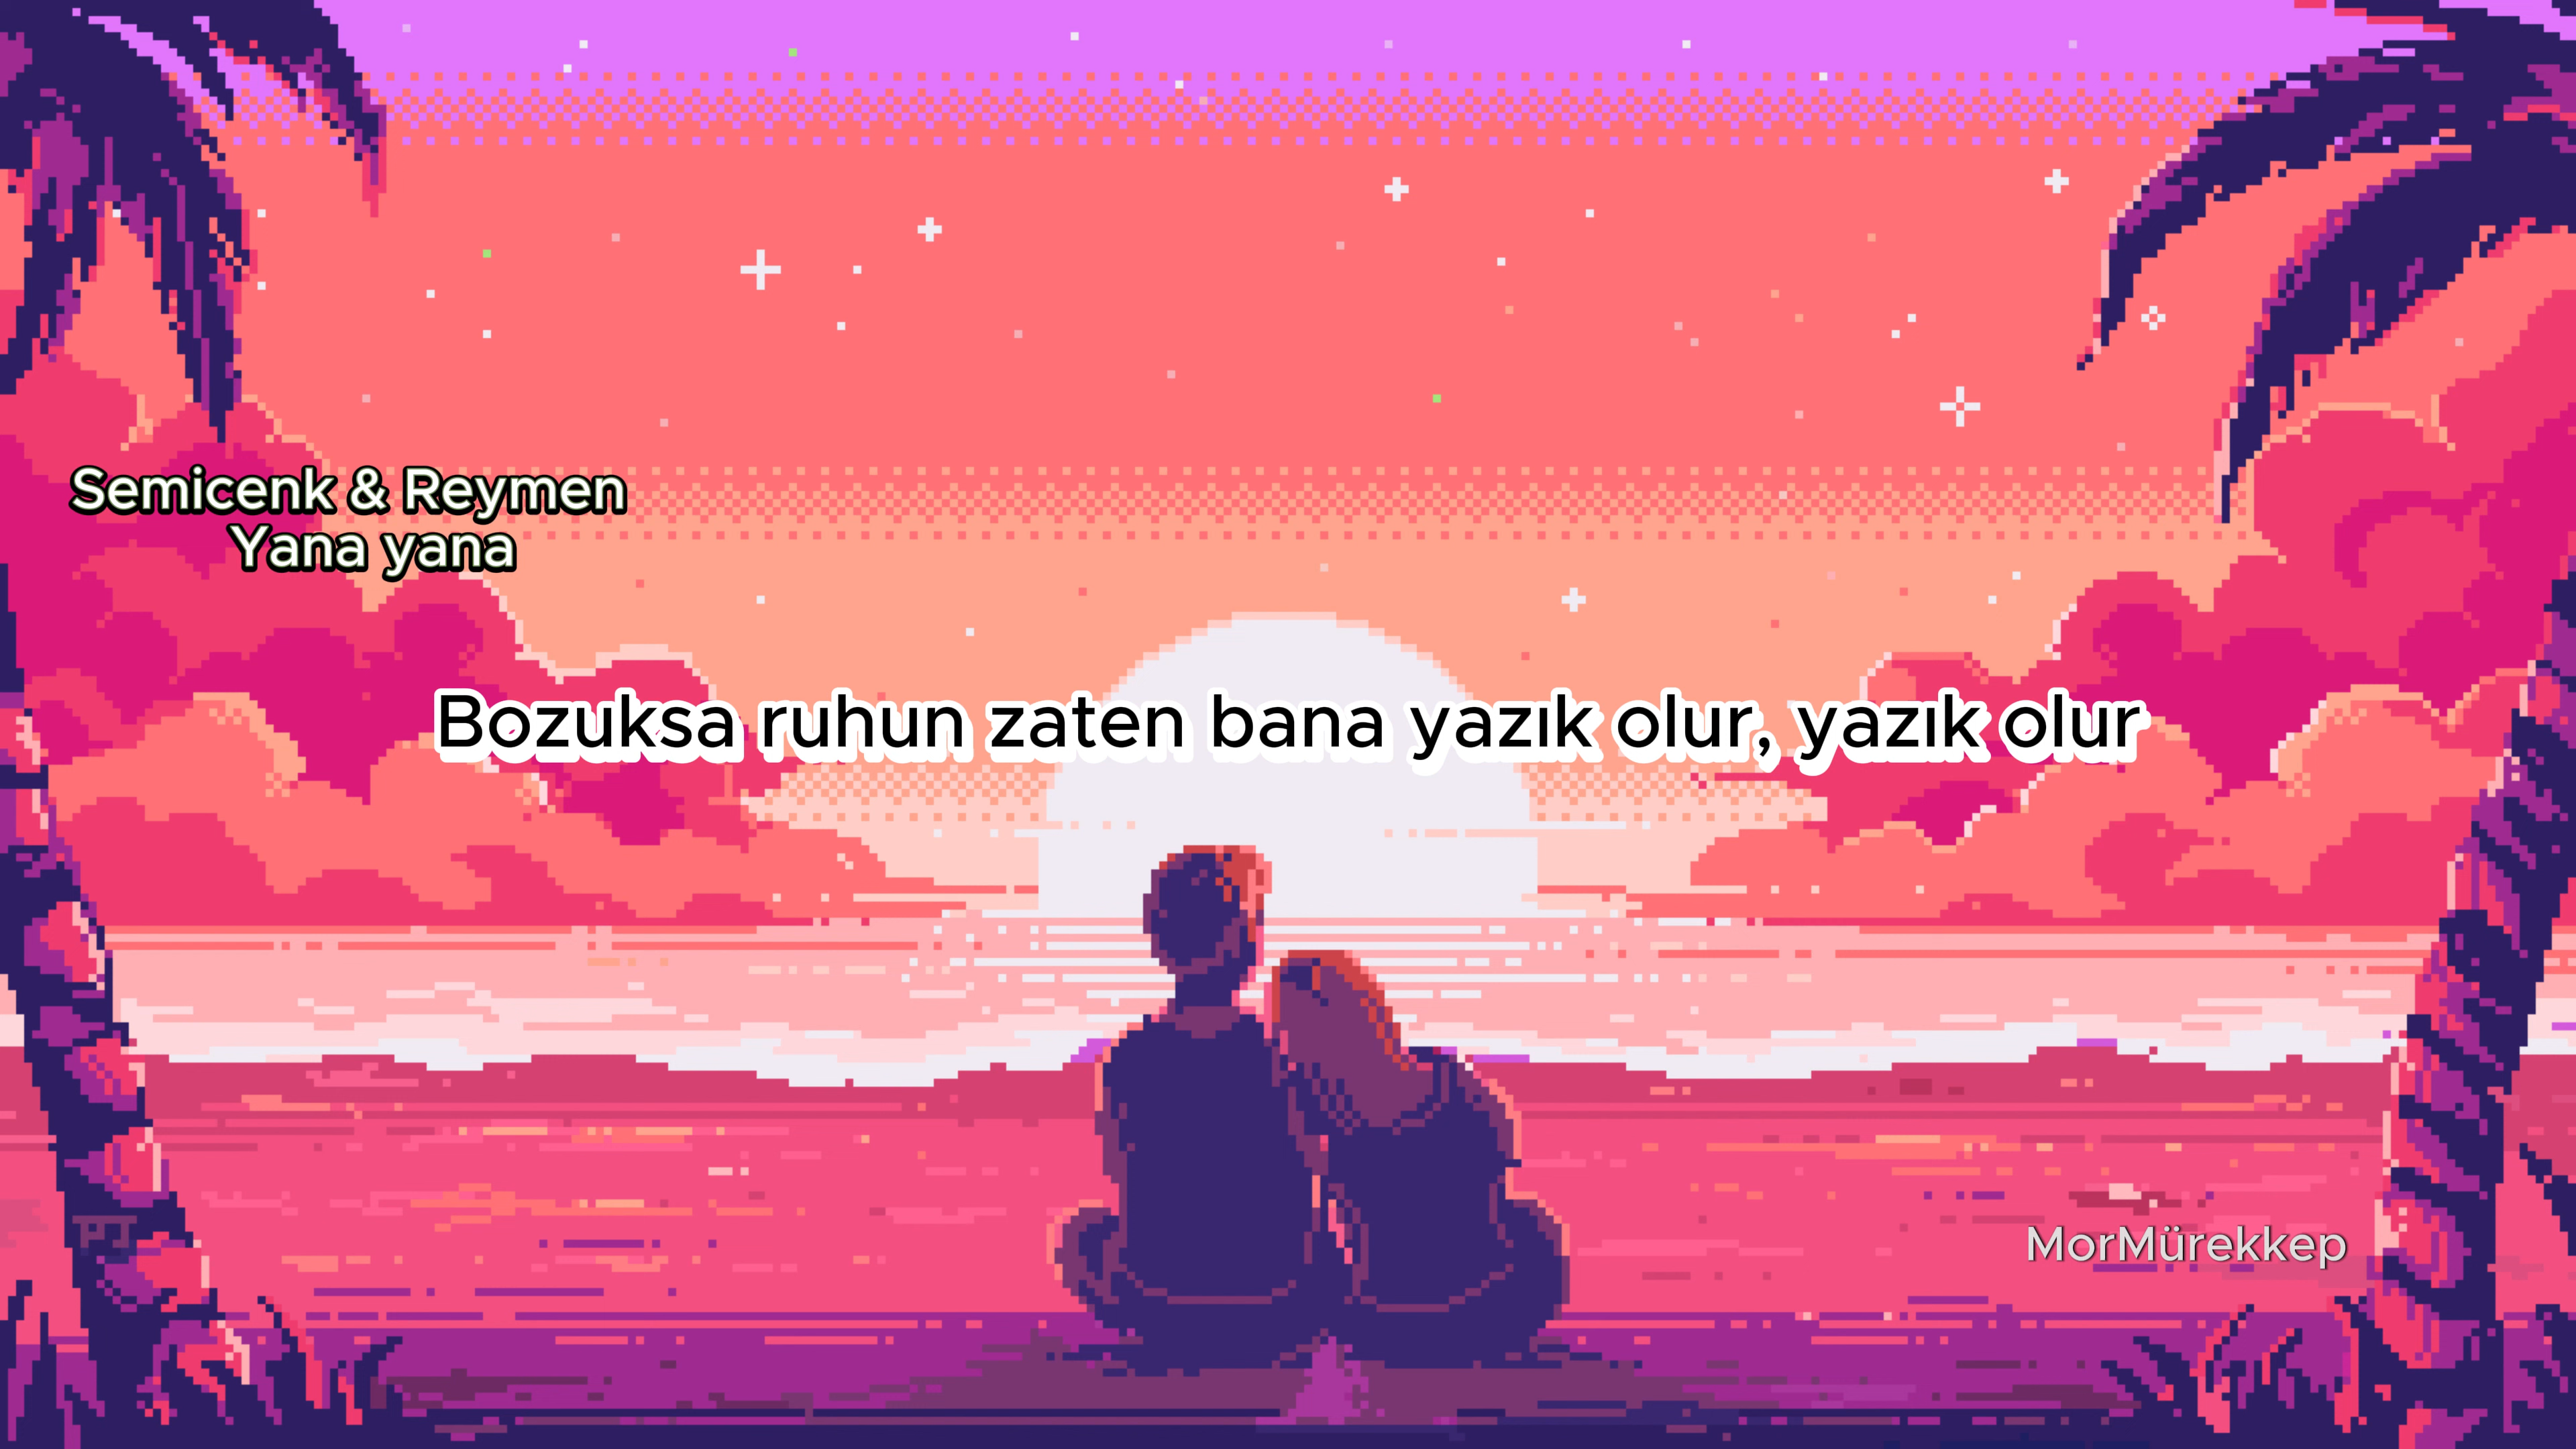 Semicenk & Reymen
Yana yana
Bozuksa ruhun zaten bana yazık olur, yazık olur
MorMürekkep